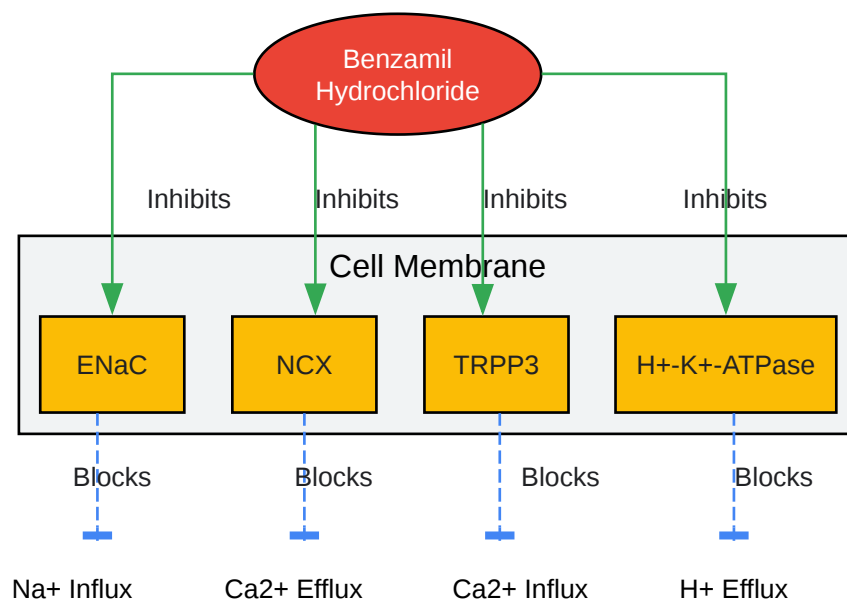 Benzamil
Hydrochloride
Inhibits
Inhibits
Inhibits
Inhibits
Cell Membrane
ENaC
NCX
TRPP3
H+-K+-ATPase
Blocks
Blocks
Blocks
Blocks
Na+ Influx
Ca2+ Efflux
Ca2+ Influx
H+ Efflux